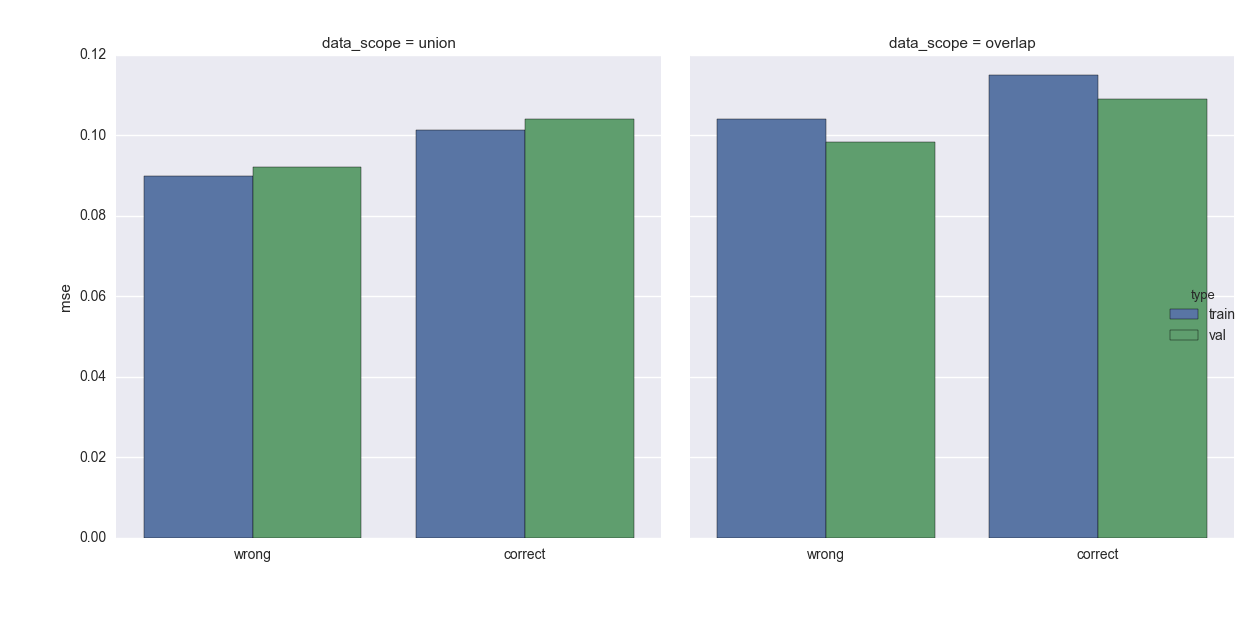 data_scope = union
data_scope = overlap
0.12
0.10
0.08
0.06
0.04
0.02
0.00
mse
wrong
correct
wrong
correct
type
train
val